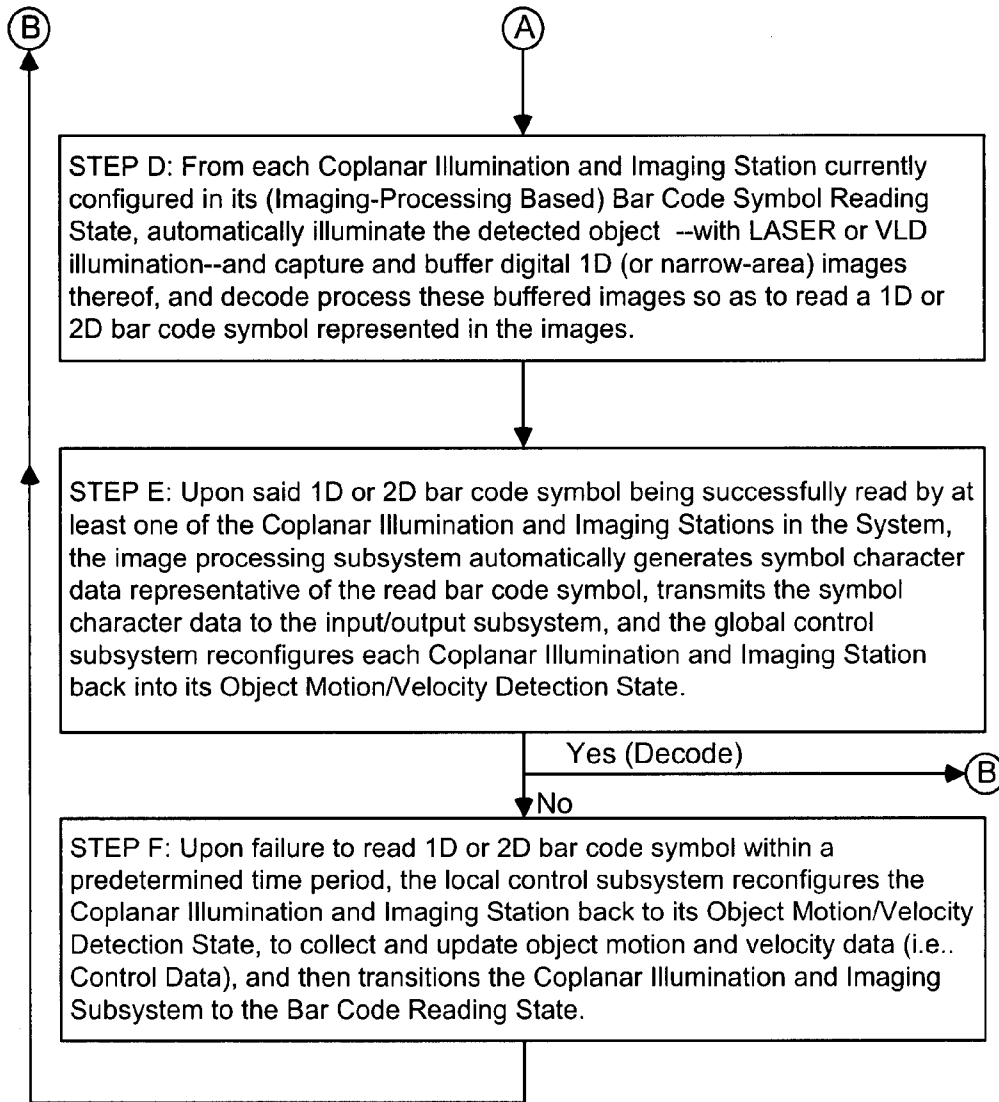 B
A
STEP D: From each Coplanar Illumination and Imaging Station currently
configured in its (Imaging-Processing Based) Bar Code Symbol Reading
State, automatically illuminate the detected object --with LASER or VLD
illumination--and capture and buffer digital 1D (or narrow-area) images
thereof, and decode process these buffered images so as to read a 1D or
2D bar code symbol represented in the images.
STEP E: Upon said 1D or 2D bar code symbol being successfully read by at
least one of the Coplanar Illumination and Imaging Stations in the System,
the image processing subsystem automatically generates symbol character
data representative of the read bar code symbol, transmits the symbol
character data to the input/output subsystem, and the global control
subsystem reconfigures each Coplanar Illumination and Imaging Station
back into its Object Motion/Velocity Detection State.
Yes (Decode)
B
No
STEP F: Upon failure to read 1D or 2D bar code symbol within a
predetermined time period, the local control subsystem reconfigures the
Coplanar Illumination and Imaging Station back to its Object Motion/Velocity
Detection State, to collect and update object motion and velocity data (i.e..
Control Data), and then transitions the Coplanar Illumination and Imaging
Subsystem to the Bar Code Reading State.